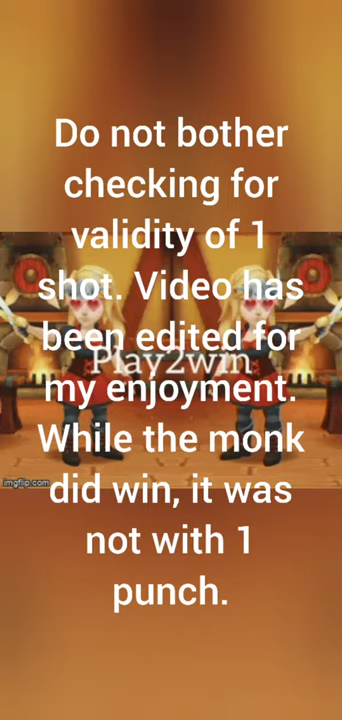 Do not bother
checking for
validity of 1
shot. Video has
been edited for
Play2win
my enjoyment.
While the monk
imgflip.com
did win, it was
not with 1
punch.